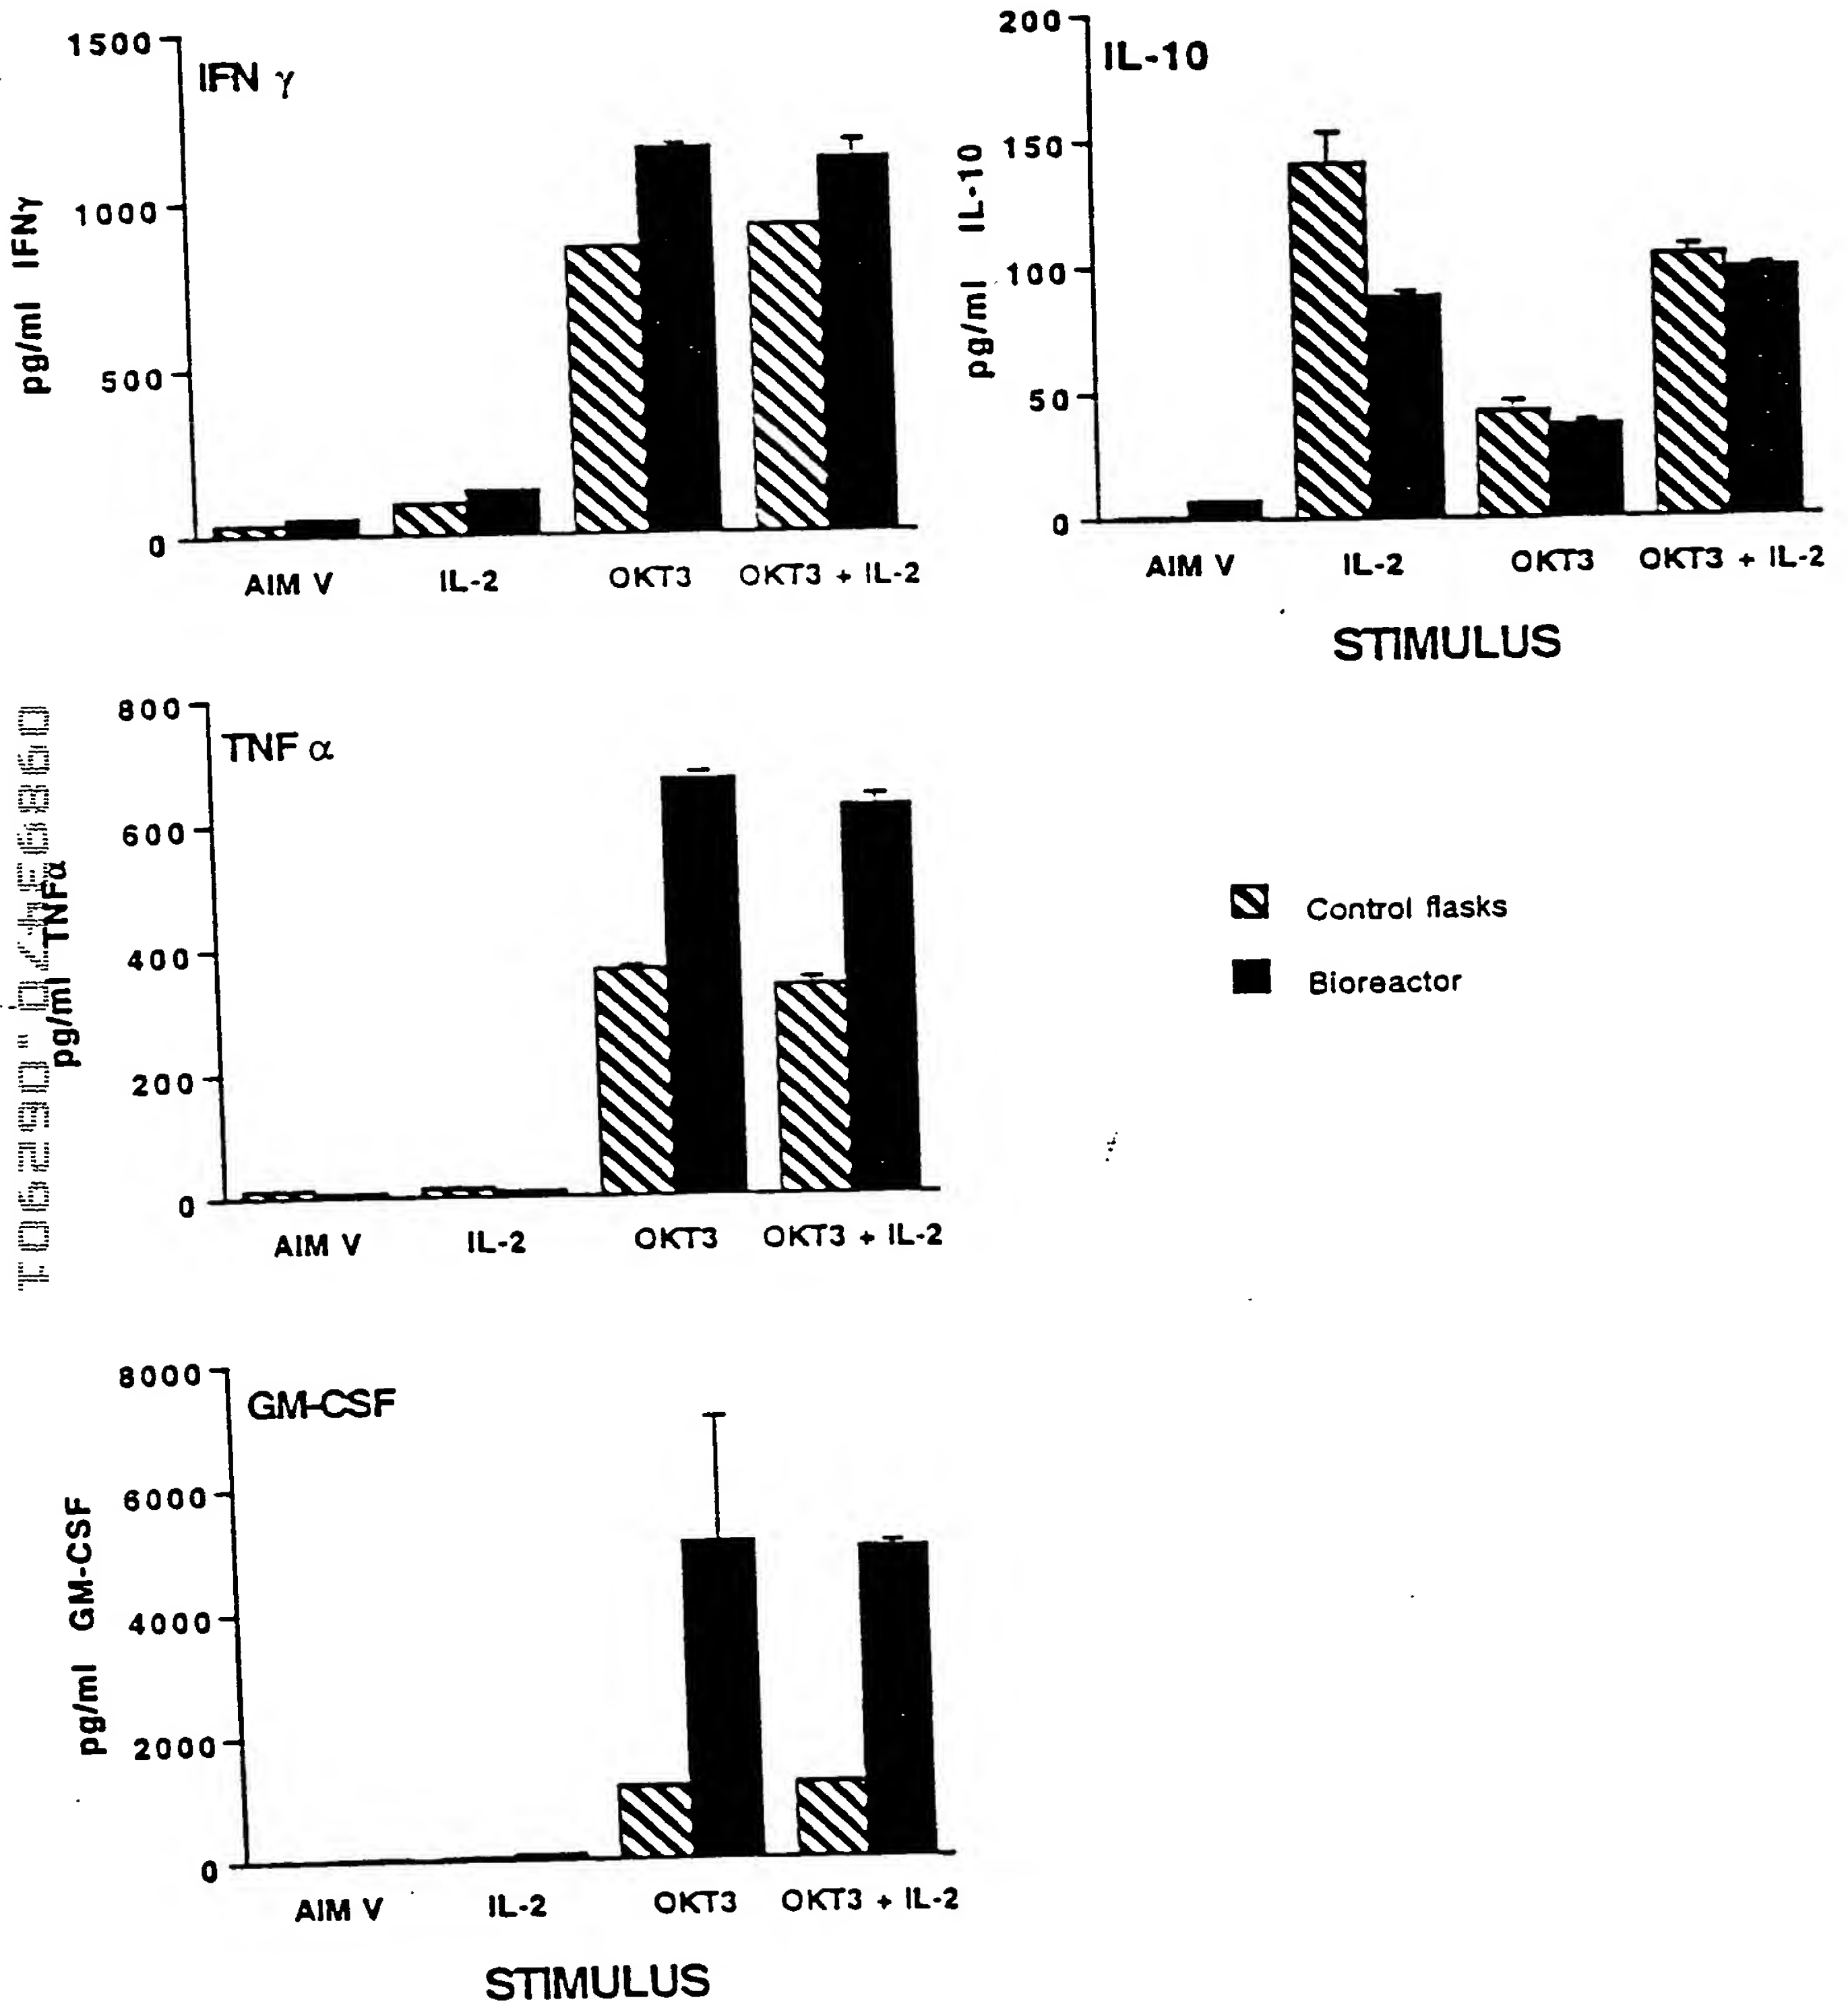 1500
IFN γ
1000
500
0
pg/ml IFNγ
AIM V IL-2 OKT3 OKT3 + IL-2
200
IL-10
150
100
50
0
pg/ml IL-10
AIM V IL-2 OKT3 OKT3 + IL-2
STIMULUS
800
TNF α
600
400
200
0
pg/ml TNFα
AIM V IL-2 OKT3 OKT3 + IL-2
Control flasks
Bioreactor
8000
GM-CSF
6000
4000
2000
0
pg/ml GM-CSF
AIM V IL-2 OKT3 OKT3 + IL-2
STIMULUS